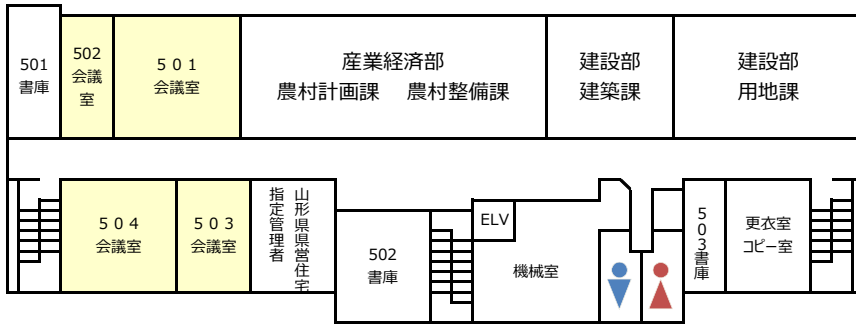 501
書庫
502
会議
室
５０１
会議室
産業経済部
農村計画課　農村整備課
建設部
建築課
建設部
用地課
５０４
会議室
５０３
会議室
山形県県営住宅
指定管理者
502
書庫
ELV
機械室
５０３書庫
更衣室
コピー室